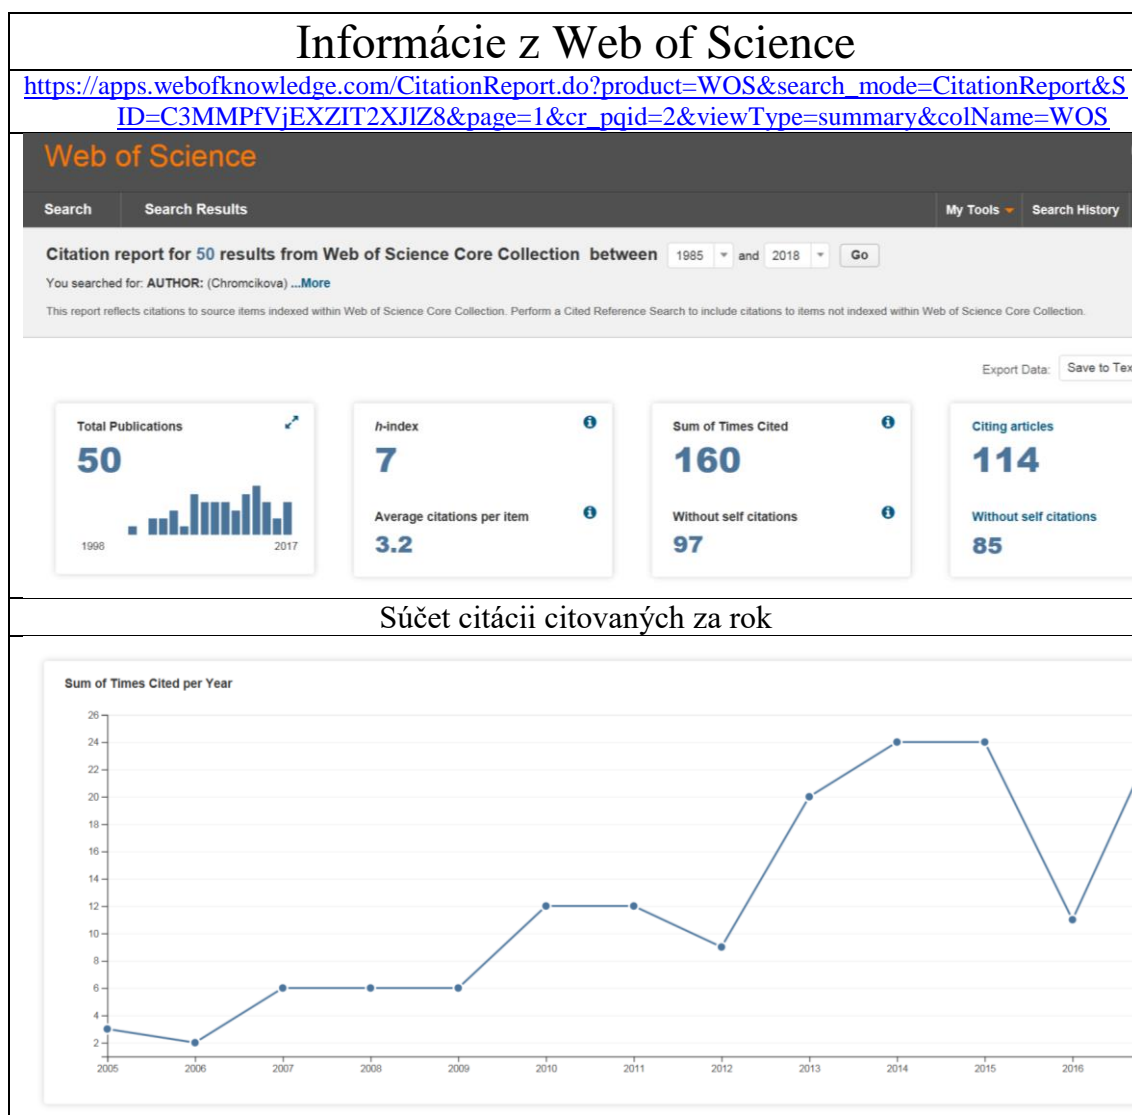 Informácie z Web of Science
https://apps.webofknowledge.com/CitationReport.do?product=WOS&search_mode=CitationReport&S
ID=C3MMPfVjEXZIT2XJlZ8&page=1&cr_pqid=2&viewType=summary&colName=WOS
Web of Science
Search Search Results My Tools Search History
Citation report for 50 results from Web of Science Core Collection between 1985 and 2018 Go
You searched for: AUTHOR: (Chromcikova) ...More
This report reflects citations to source items indexed within Web of Science Core Collection. Perform a Cited Reference Search to include citations to items not indexed within Web of Science Core Collection.
Export Data: Save to Tex
Total Publications
50
1998 2017
h-index
7
Average citations per item
3.2
Sum of Times Cited
160
Without self citations
97
Citing articles
114
Without self citations
85
Súčet citácii citovaných za rok
Sum of Times Cited per Year
26
24
22
20
18
16
14
12
10
8
6
4
2
2005 2006 2007 2008 2009 2010 2011 2012 2013 2014 2015 2016